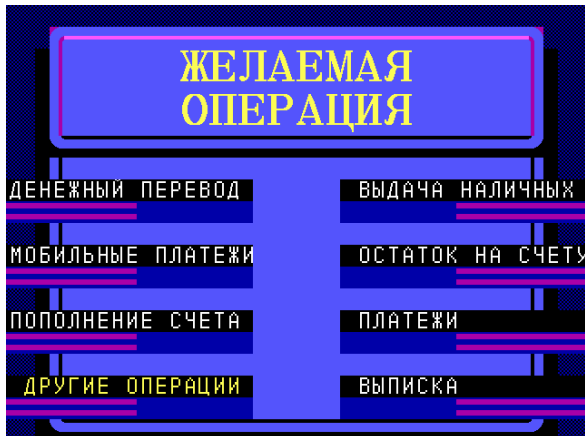 ЖЕЛАЕМАЯ
ОПЕРАЦИЯ
ДЕНЕЖНЫЙ ПЕРЕВОД
ВЫДАЧА НАЛИЧНЫХ
МОБИЛЬНЫЕ ПЛАТЕЖИ
ОСТАТОК НА СЧЕТУ
ПОПОЛНЕНИЕ СЧЕТА
ПЛАТЕЖИ
ДРУГИЕ ОПЕРАЦИИ
ВЫПИСКА